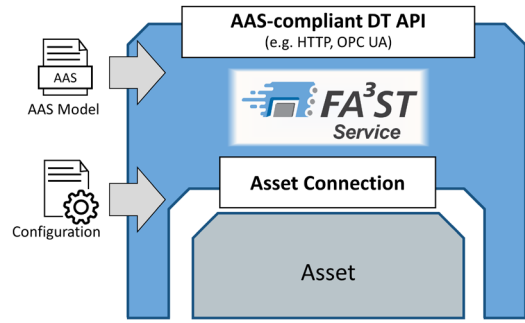 AAS-compliant DT API
(e.g. HTTP, OPC UA)
AAS
AAS Model
FA³ST
Service
Asset Connection
Configuration
Asset